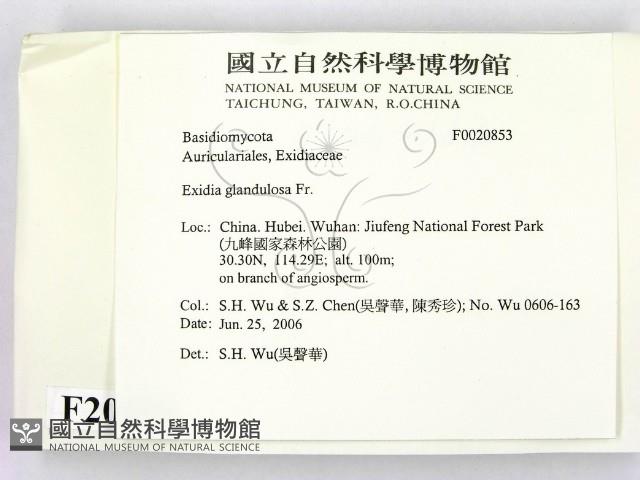 國立自然科學博物館
NATIONAL MUSEUM OF NATURAL SCIENCE
TAICHUNG, TAIWAN, R.O.CHINA
Basidiomycota F0020853
Auriculariales, Exidiaceae
Exidia glandulosa Fr.
Loc.: China. Hubei. Wuhan: Jiufeng National Forest Park
(九峰國家森林公園)
30.30N, 114.29E; alt. 100m;
on branch of angiosperm.
Col.: S.H. Wu & S.Z. Chen(吳聲華, 陳秀珍); No. Wu 0606-163
Date: Jun. 25, 2006
Det.: S.H. Wu(吳聲華)
F20
國立自然科學博物館
NATIONAL MUSEUM OF NATURAL SCIENCE